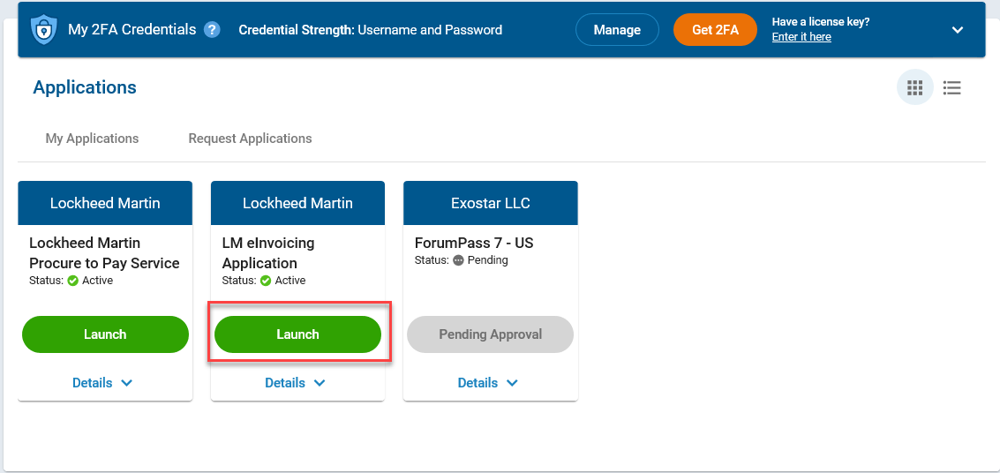 My 2FA Credentials ? Credential Strength: Username and Password Manage Get 2FA Have a license key?
Enter it here
Applications
My Applications Request Applications
Lockheed Martin
Lockheed Martin
Procure to Pay Service
Status: Active
Launch
Details
Lockheed Martin
LM eInvoicing
Application
Status: Active
Launch
Details
Exostar LLC
ForumPass 7 - US
Status: Pending
Pending Approval
Details